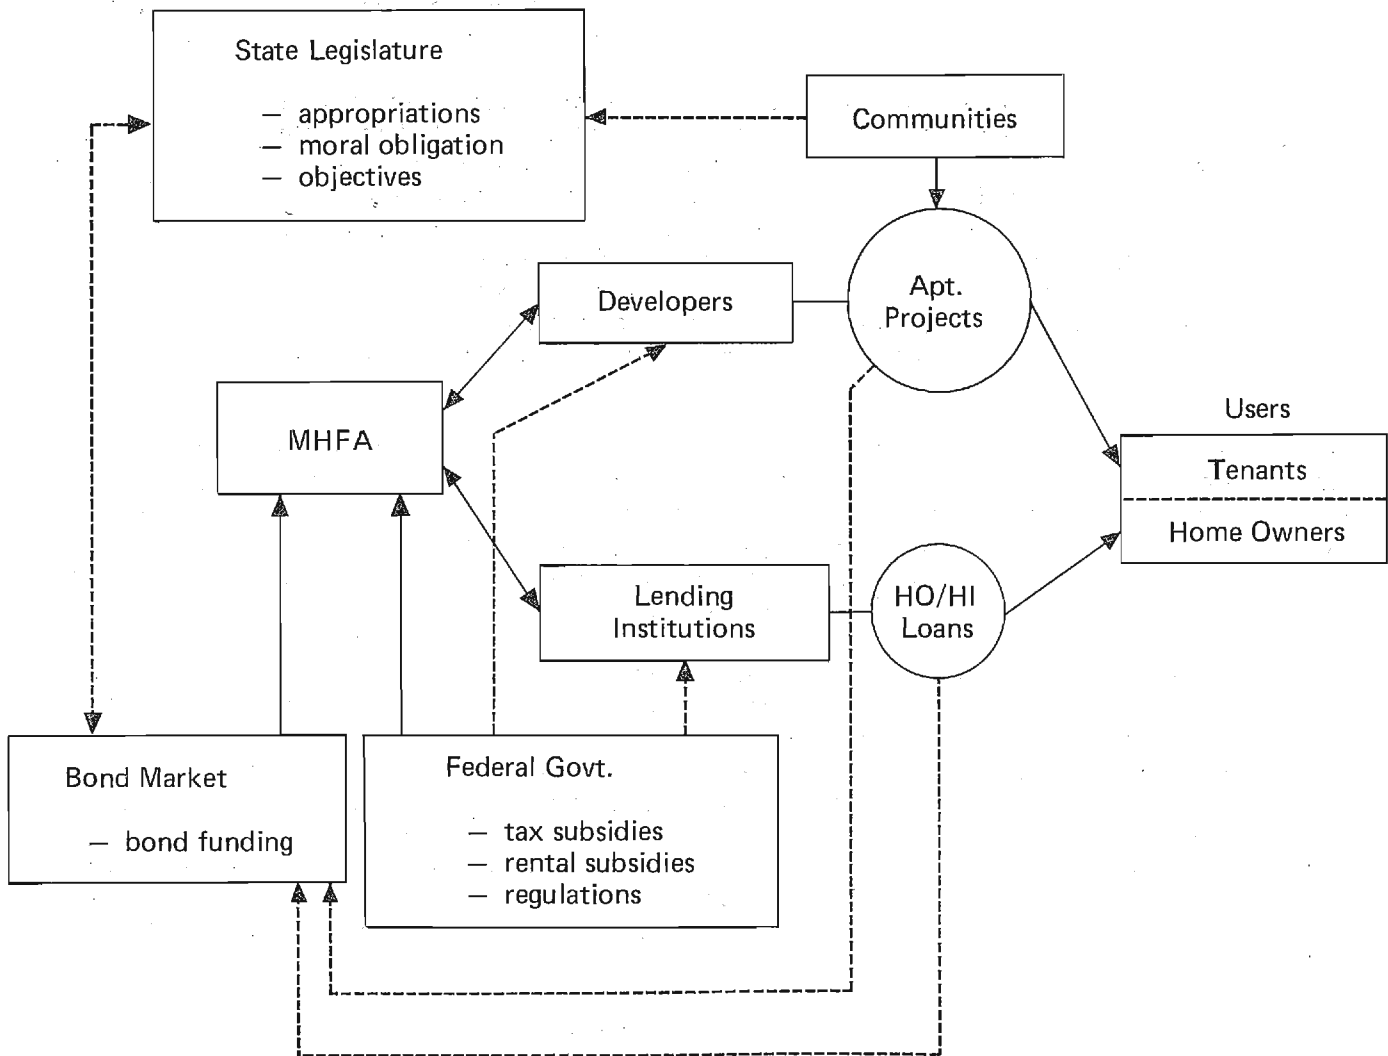 State Legislature
– appropriations
– moral obligation
– objectives
Communities
Developers
Apt.
Projects
MHFA
Users
Tenants
Home Owners
Lending
Institutions
HO/HI
Loans
Bond Market
– bond funding
Federal Govt.
– tax subsidies
– rental subsidies
– regulations